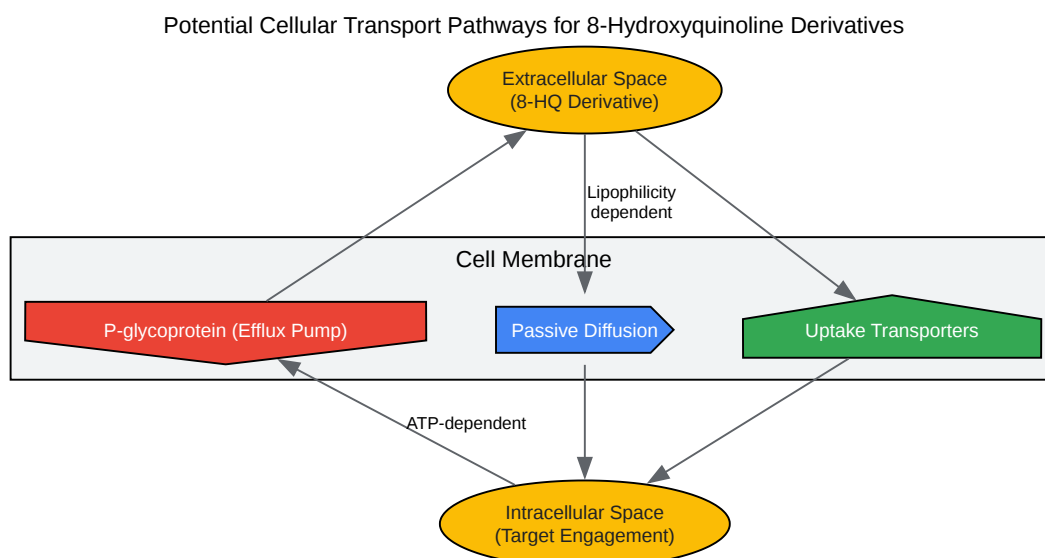 Potential Cellular Transport Pathways for 8-Hydroxyquinoline Derivatives
Extracellular Space
(8-HQ Derivative)
Lipophilicity
dependent
Cell Membrane
P-glycoprotein (Efflux Pump)
Passive Diffusion
Uptake Transporters
ATP-dependent
Intracellular Space
(Target Engagement)